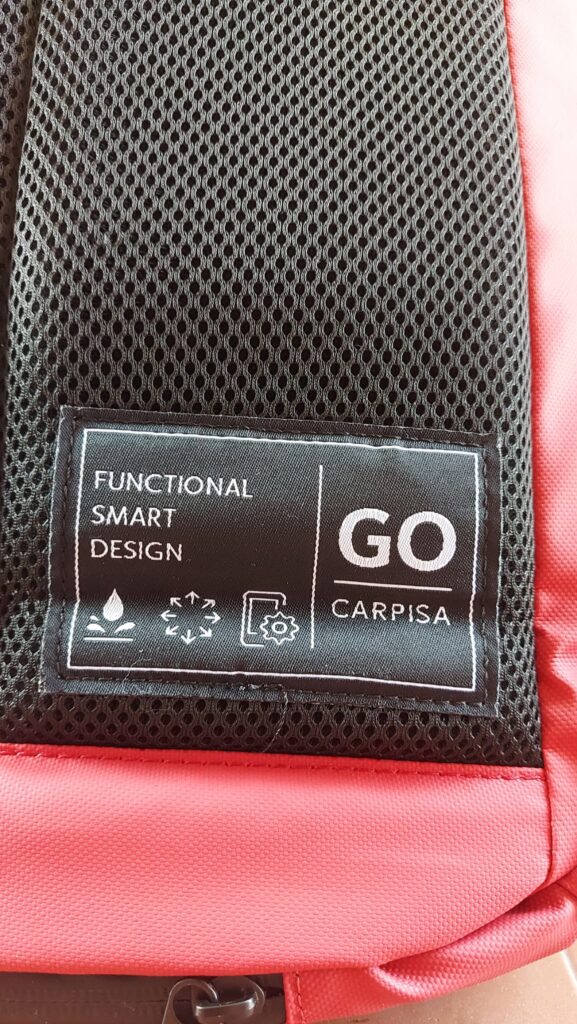 FUNCTIONAL
SMART
DESIGN
GO
CARPISA